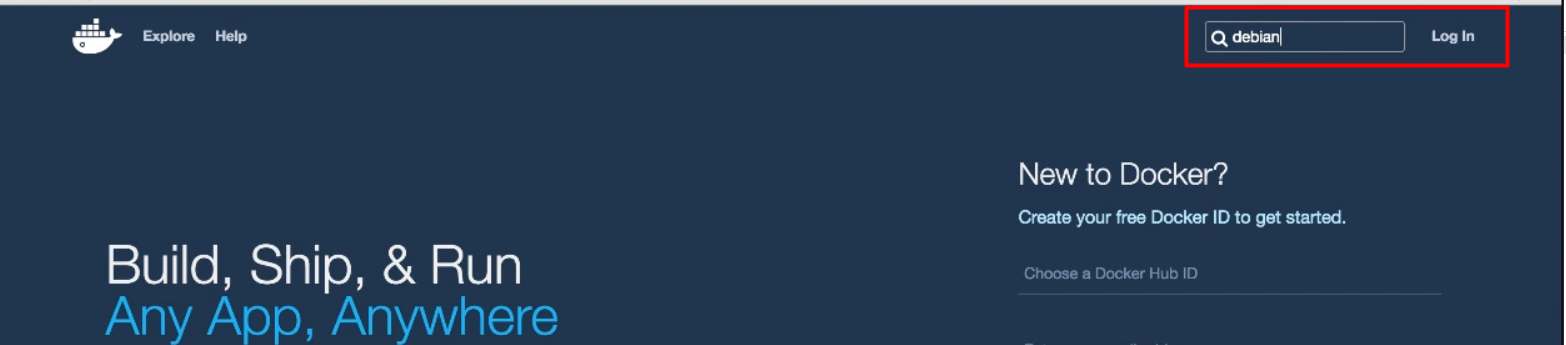 Explore Help
debian
Log In
New to Docker?
Create your free Docker ID to get started.
Build, Ship, & Run
Any App, Anywhere
Choose a Docker Hub ID